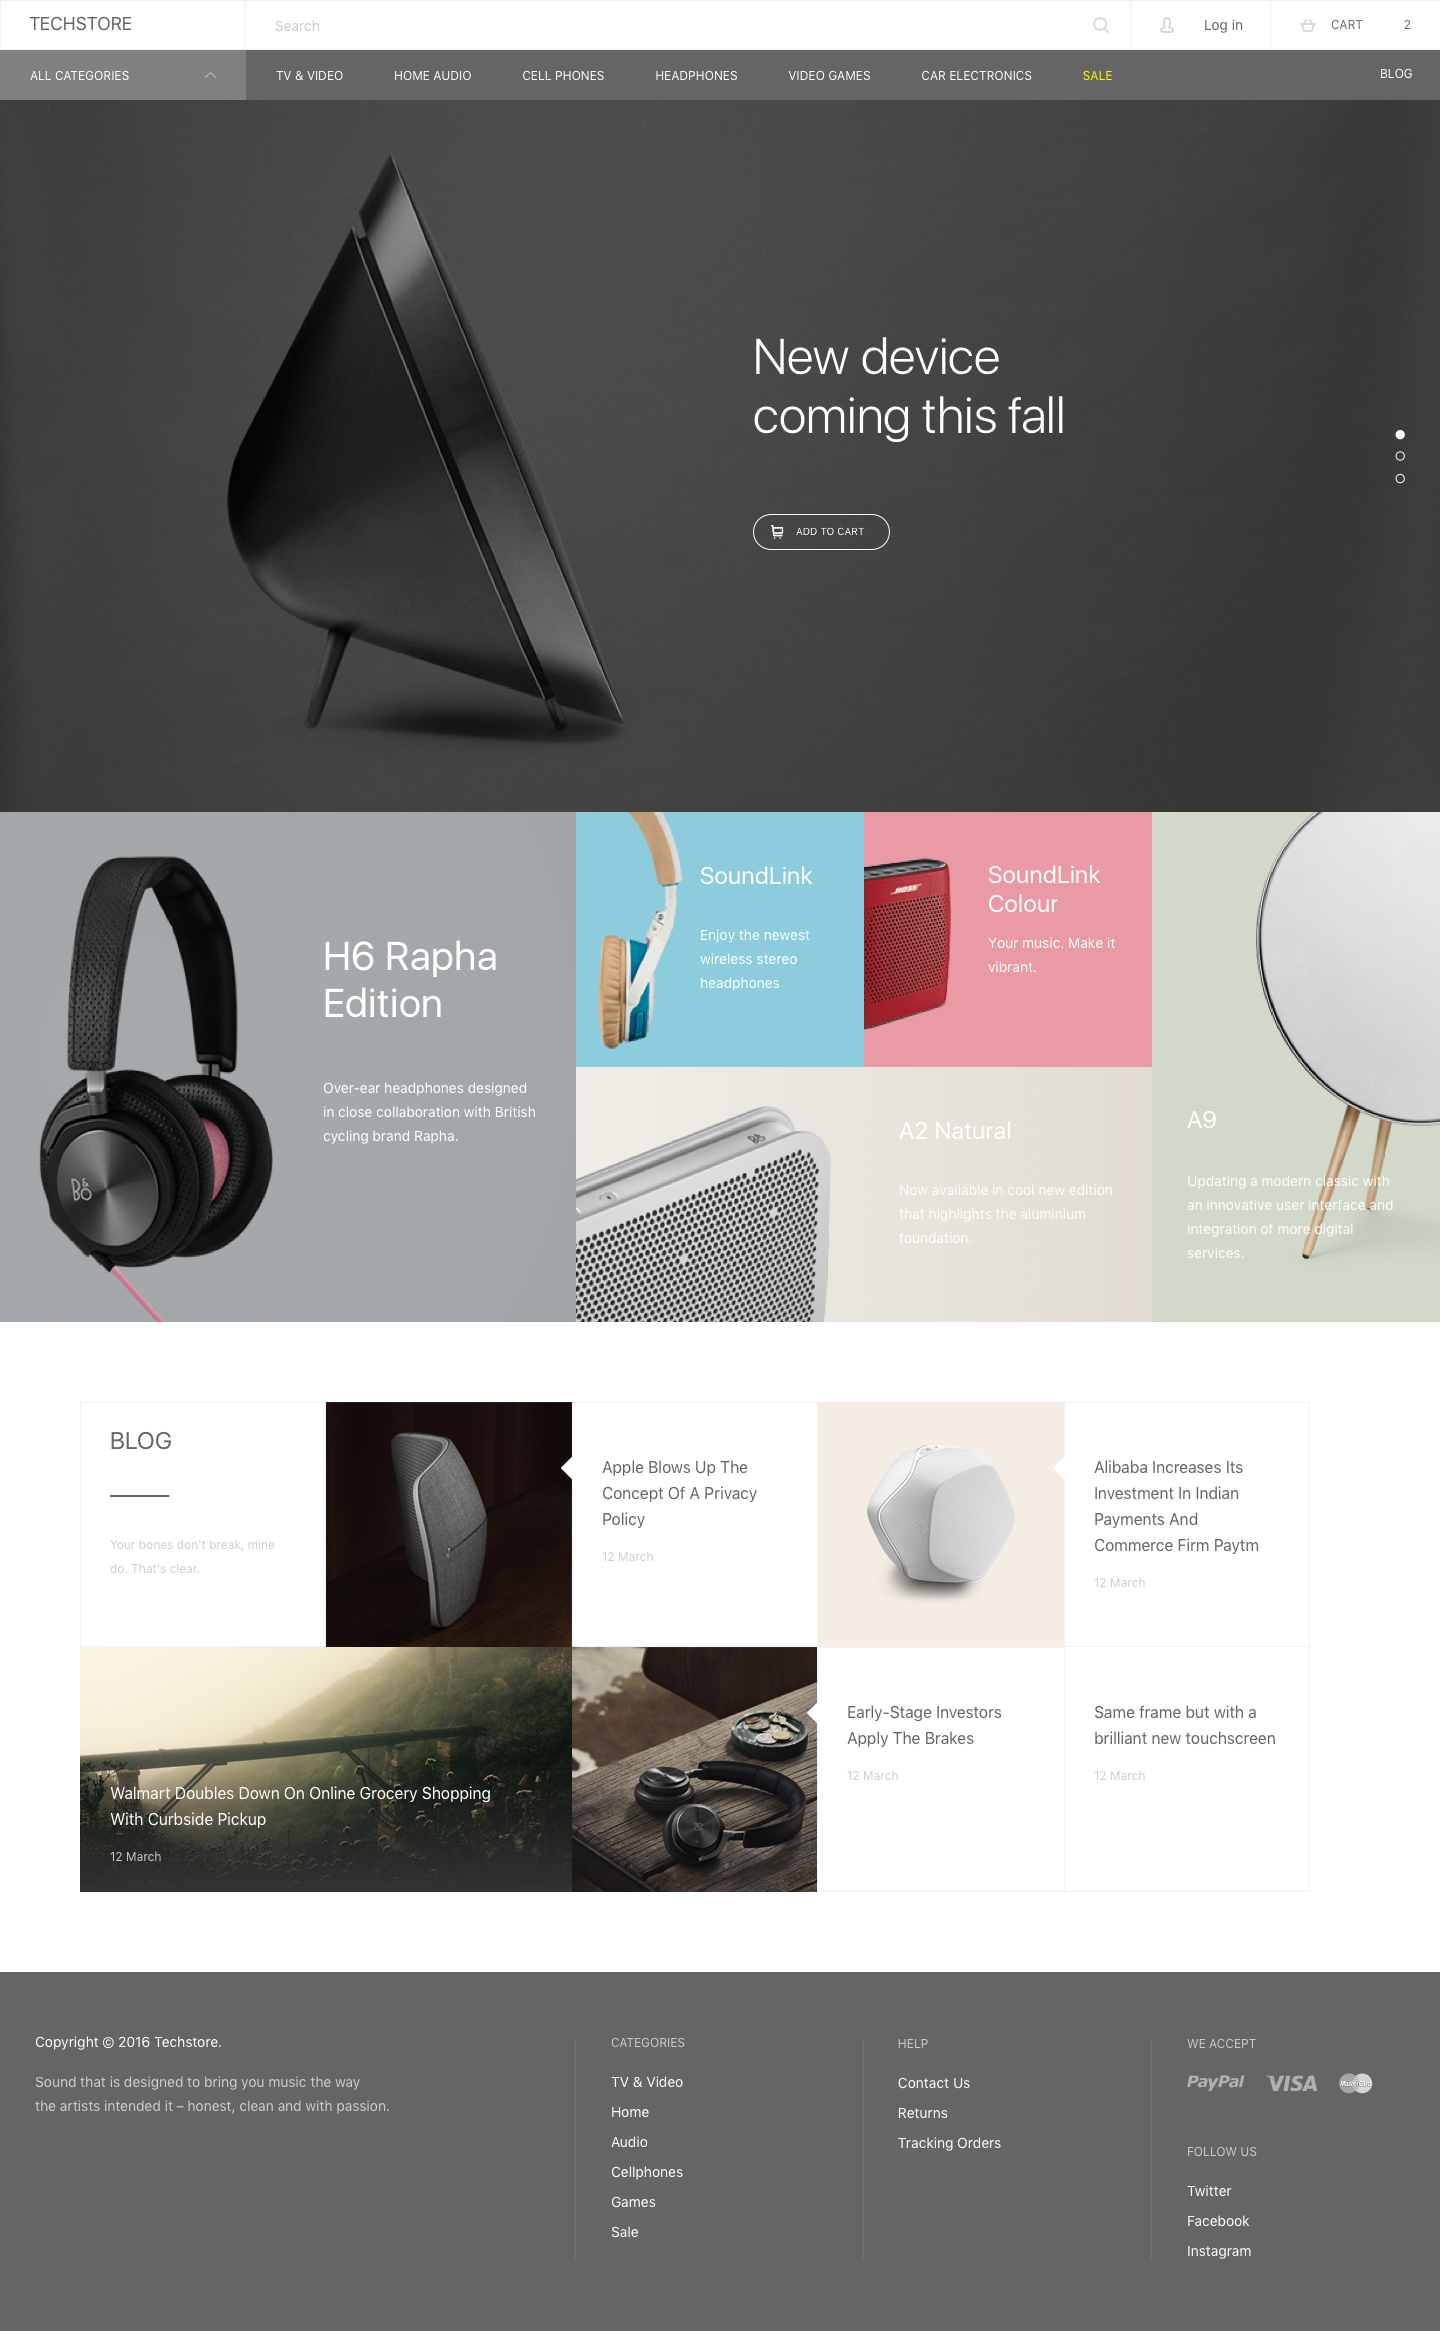 TECHSTORE
Search
Log in
CART
2
ALL CATEGORIES
TV & VIDEO
HOME AUDIO
CELL PHONES
HEADPHONES
VIDEO GAMES
CAR ELECTRONICS
SALE
BLOG
New device
coming this fall
ADD TO CART
H6 Rapha
Edition
Over-ear headphones designed
in close collaboration with British
cycling brand Rapha.
B&O
SoundLink
Enjoy the newest
wireless stereo
headphones
BOSE
SoundLink
Colour
Your music. Make it
vibrant.
B&O
A2 Natural
Now available in cool new edition
that highlights the aluminium
foundation.
A9
Updating a modern classic with
an innovative user interface and
integration of more digital
services.
BLOG
Your bones don't break, mine
do. That's clear.
Apple Blows Up The
Concept Of A Privacy
Policy
12 March
Alibaba Increases Its
Investment In Indian
Payments And
Commerce Firm Paytm
12 March
Walmart Doubles Down On Online Grocery Shopping
With Curbside Pickup
12 March
Early-Stage Investors
Apply The Brakes
12 March
Same frame but with a
brilliant new touchscreen
12 March
Copyright © 2016 Techstore.
Sound that is designed to bring you music the way
the artists intended it – honest, clean and with passion.
CATEGORIES
TV & Video
Home
Audio
Cellphones
Games
Sale
HELP
Contact Us
Returns
Tracking Orders
WE ACCEPT
PayPal
VISA
MasterCard
FOLLOW US
Twitter
Facebook
Instagram